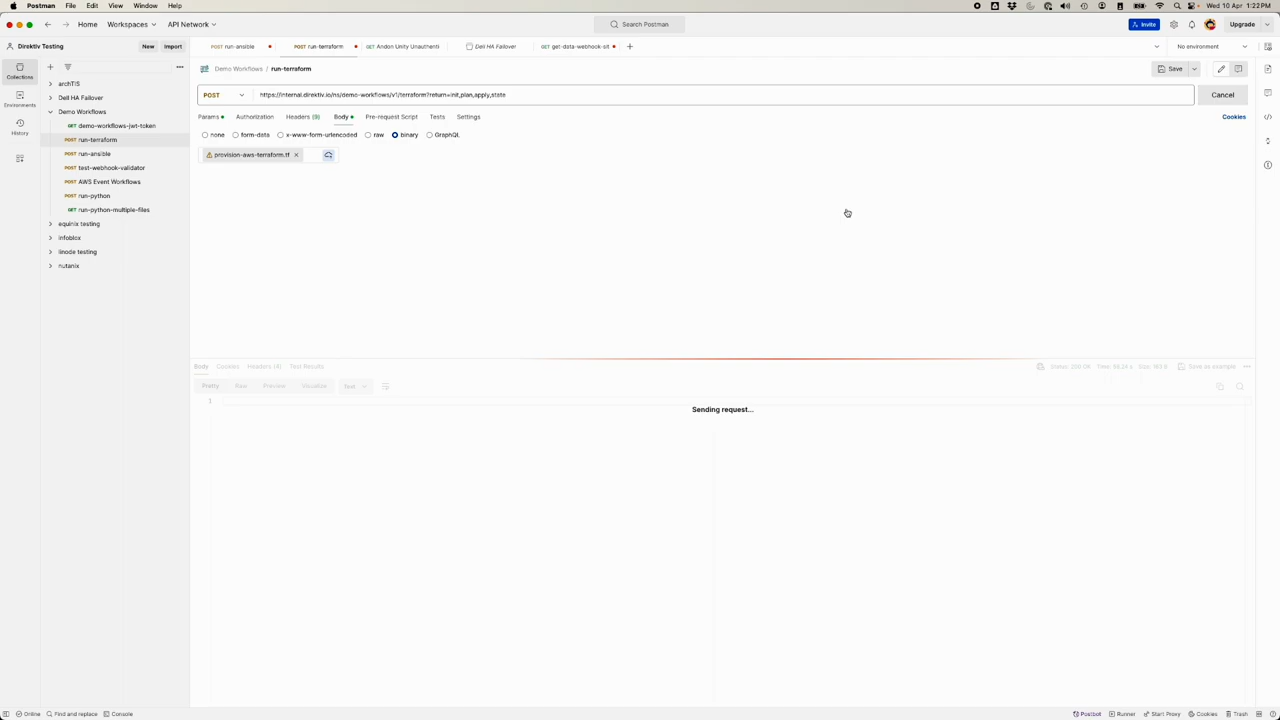 Postman File Edit View Window Help
Wed 10 Apr 1:22 PM
Home Workspaces API Network
Search Postman
Invite
Upgrade
Direktiv Testing
New
Import
POST run-ansible
POST run-terraform
GET Andon Unity Unauthenti
Dell HA Failover
GET get-data-webhook-sit
No environment
Collections
Environments
History
archTIS
Dell HA Failover
Demo Workflows
GET demo-workflows-jwt-token
POST run-terraform
POST run-ansible
POST test-webhook-validator
POST AWS Event Workflows
POST run-python
GET run-python-multiple-files
equinix testing
infoblox
linode testing
nutanix
Demo Workflows / run-terraform
Save
POST
https://internal.direktiv.io/ns/demo-workflows/v1/terraform?return=init,plan,apply,state
Cancel
Params Authorization Headers (9) Body Pre-request Script Tests Settings
Cookies
none form-data x-www-form-urlencoded raw binary GraphQL
provision-aws-terraform.tf
Body Cookies Headers (4) Test Results
Status: 200 OK
Save as example
Pretty Raw Preview Visualize Text
1
Sending request...
Online Find and replace Console
Postbot Runner Start Proxy Cookies Trash